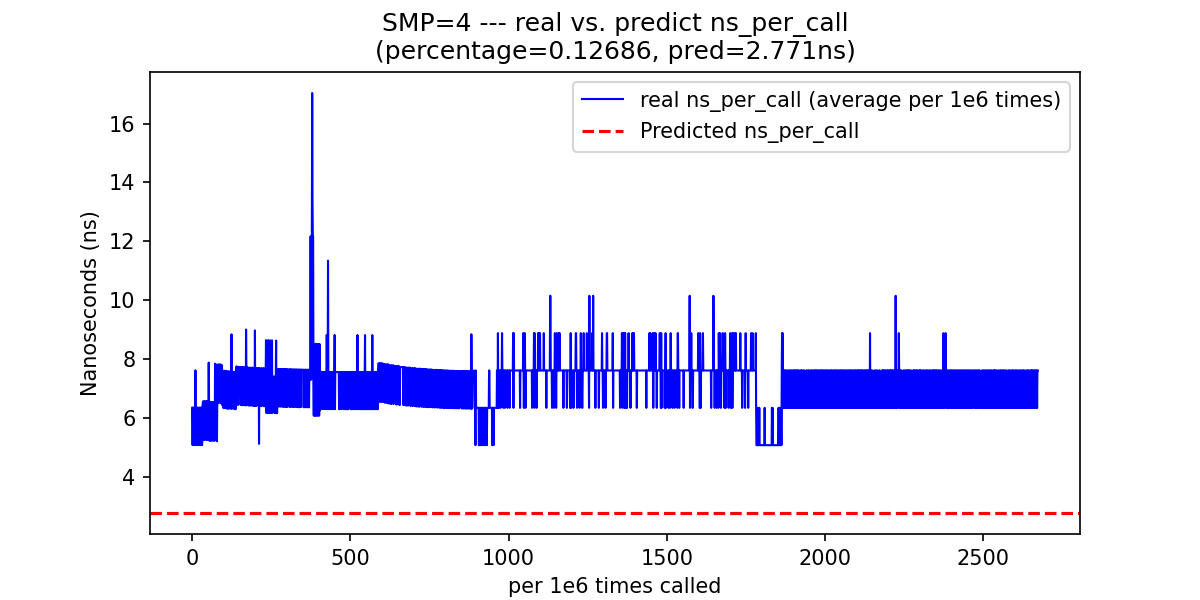 SMP=4 --- real vs. predict ns_per_call
(percentage=0.12686, pred=2.771ns)
real ns_per_call (average per 1e6 times)
Predicted ns_per_call
Nanoseconds (ns)
16
14
12
10
8
6
4
0 500 1000 1500 2000 2500
per 1e6 times called